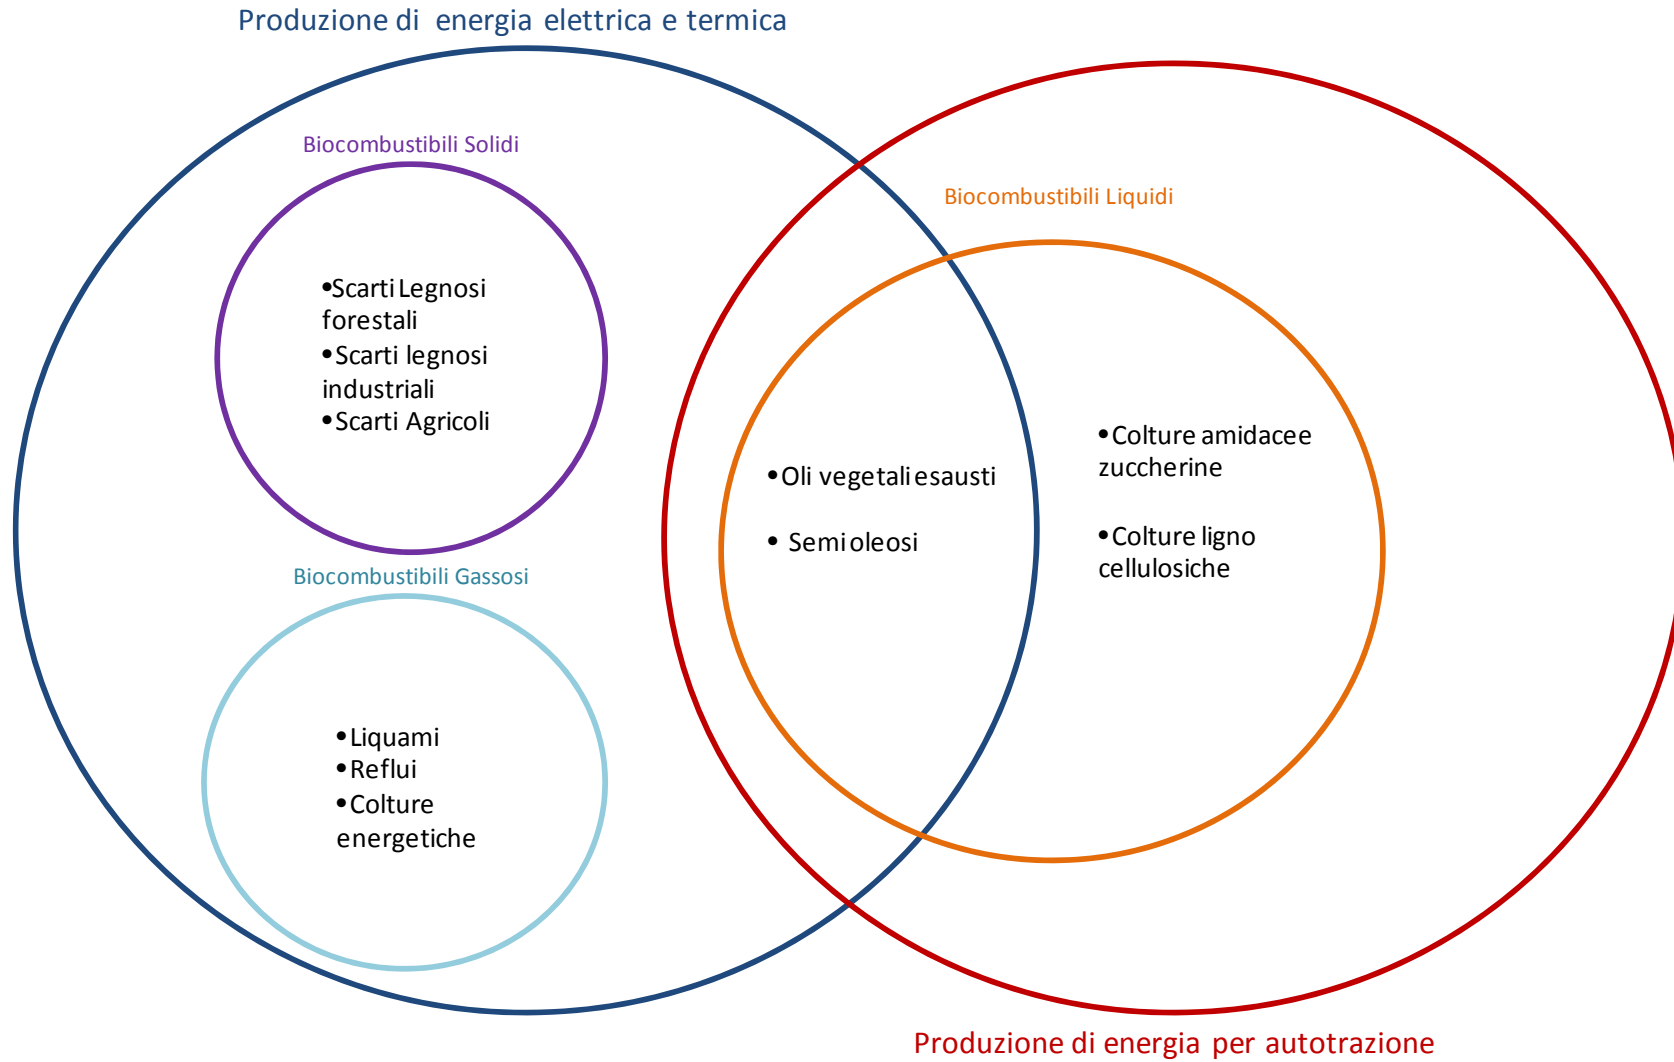 Produzione di energia elettrica e termica
Biocombustibili Solidi
•Scarti Legnosi
forestali
•Scarti legnosi
industriali
•Scarti Agricoli
Biocombustibili Gassosi
•Liquami
•Reflui
•Colture
energetiche
Biocombustibili Liquidi
•Oli vegetali esausti
• Semi oleosi
•Colture amidacee
zuccherine
•Colture ligno
cellulosiche
Produzione di energia per autotrazione